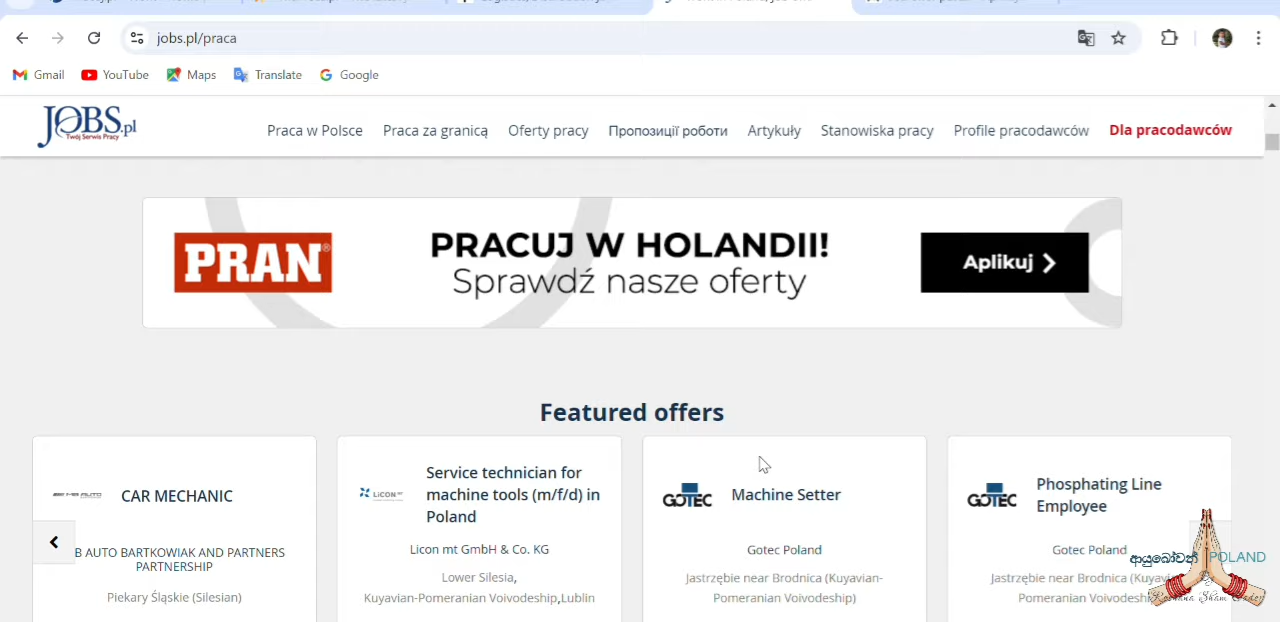 jobs.pl/praca
Gmail YouTube Maps Translate Google
JOBS.pl
Twój Serwis Pracy
Praca w Polsce Praca za granicą Oferty pracy Пропозиції роботи Artykuły Stanowiska pracy Profile pracodawców Dla pracodawców
PRAN®
PRACUJ W HOLANDII!
Sprawdź nasze oferty
Aplikuj
Featured offers
CAR MECHANIC
B AUTO BARTKOWIAK AND PARTNERS
PARTNERSHIP
Piekary Śląskie (Silesian)
LiCON mt
Service technician for
machine tools (m/f/d) in
Poland
Licon mt GmbH & Co. KG
Lower Silesia,
Kuyavian-Pomeranian Voivodeship,Lublin
GOTEC
Machine Setter
Gotec Poland
Jastrzębie near Brodnica (Kuyavian-
Pomeranian Voivodeship)
GOTEC
Phosphating Line
Employee
Gotec Poland
Jastrzębie near Brodnica
Pomeranian
ආයුබෝවන් POLAND